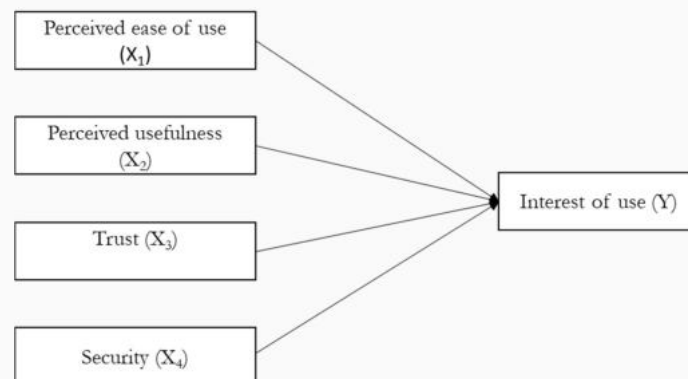 Perceived ease of use
(X₁)
Perceived usefulness
(X₂)
Trust (X₃)
Security (X₄)
Interest of use (Y)